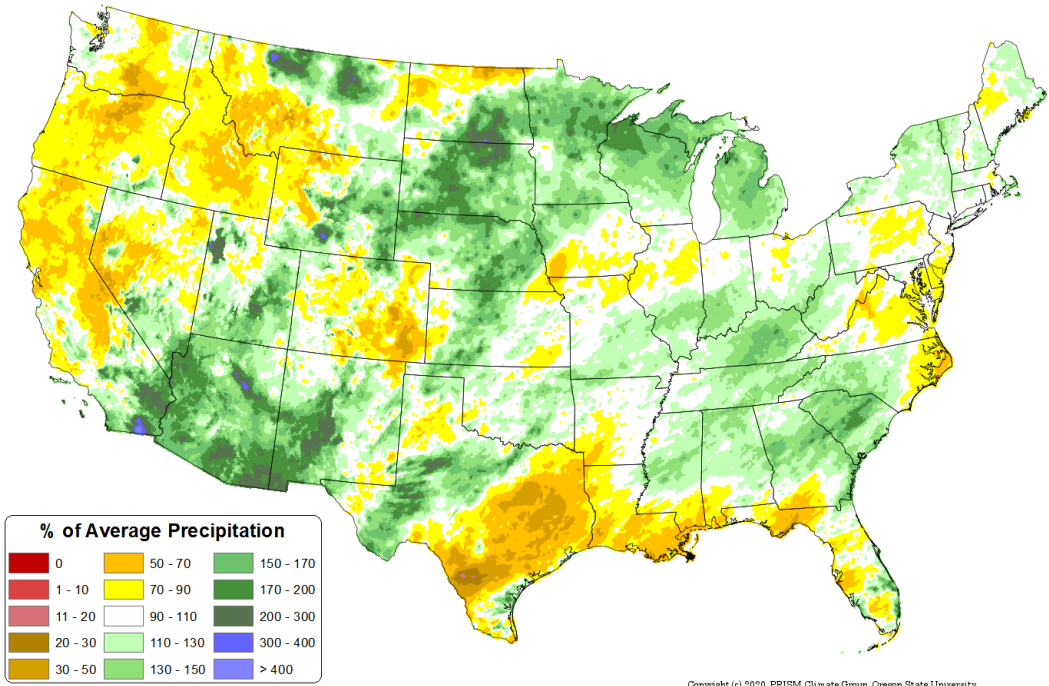 % of Average Precipitation
0 50 - 70 150 - 170
1 - 10 70 - 90 170 - 200
11 - 20 90 - 110 200 - 300
20 - 30 110 - 130 300 - 400
30 - 50 130 - 150 > 400
Copyright (c) 2020, PRISM Climate Group, Oregon State University